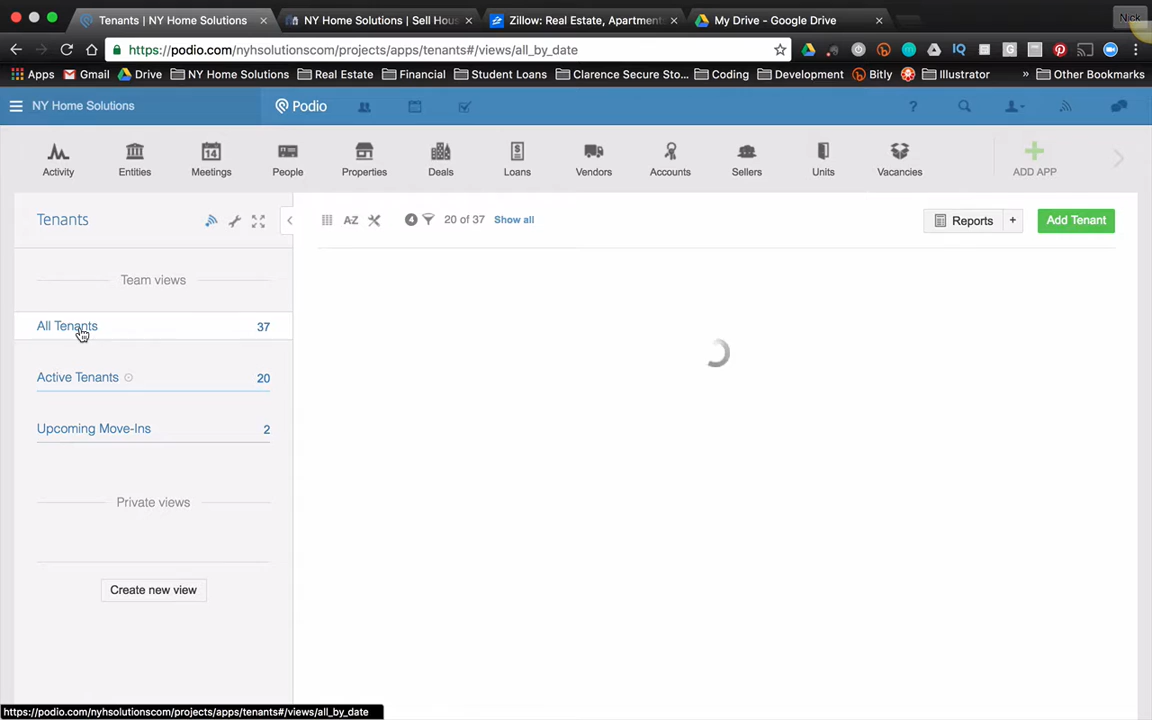 Tenants | NY Home Solutions
NY Home Solutions | Sell Hous
Zillow: Real Estate, Apartment
My Drive - Google Drive
Nick
https://podio.com/nyhsolutionscom/projects/apps/tenants#/views/all_by_date
Apps
Gmail
Drive
NY Home Solutions
Real Estate
Financial
Student Loans
Clarence Secure Sto...
Coding
Development
Bitly
Illustrator
»
Other Bookmarks
NY Home Solutions
Podio
?
Activity
Entities
14
Meetings
People
Properties
Deals
Loans
Vendors
Accounts
Sellers
Units
Vacancies
ADD APP
Tenants
AZ
4
20 of 37
Show all
Reports
+
Add Tenant
Team views
All Tenants 37
Active Tenants 20
Upcoming Move-Ins 2
Private views
Create new view
https://podio.com/nyhsolutionscom/projects/apps/tenants#/views/all_by_date